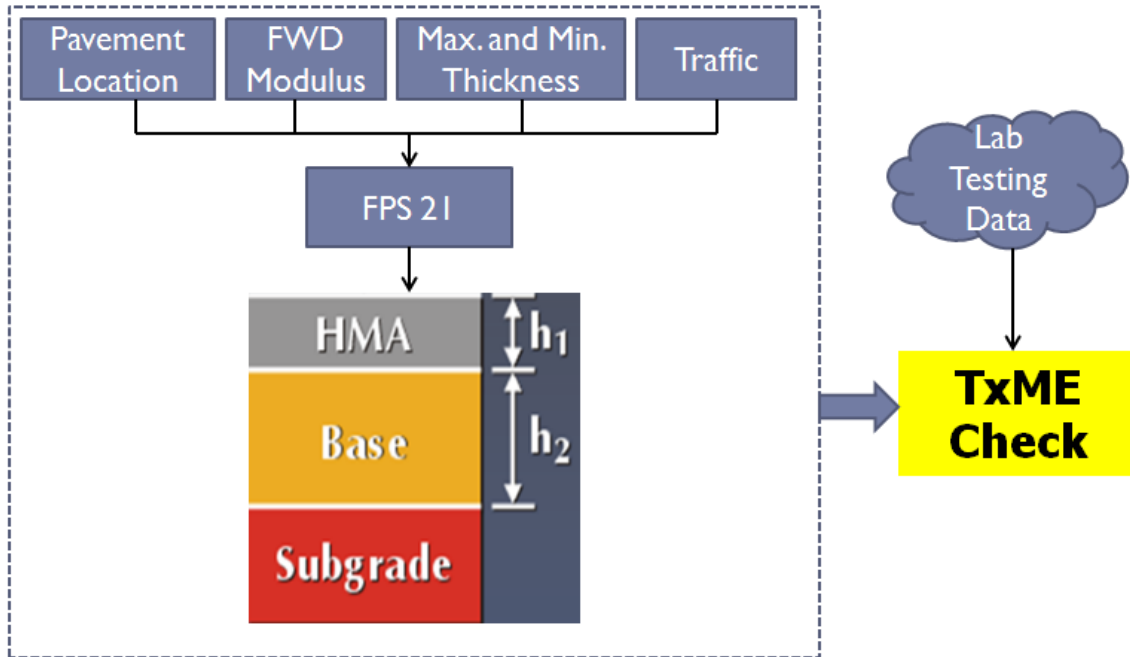 Pavement
Location
FWD
Modulus
Max. and Min.
Thickness
Traffic
FPS 21
HMA
h₁
Base
h₂
Subgrade
Lab
Testing
Data
TxME
Check